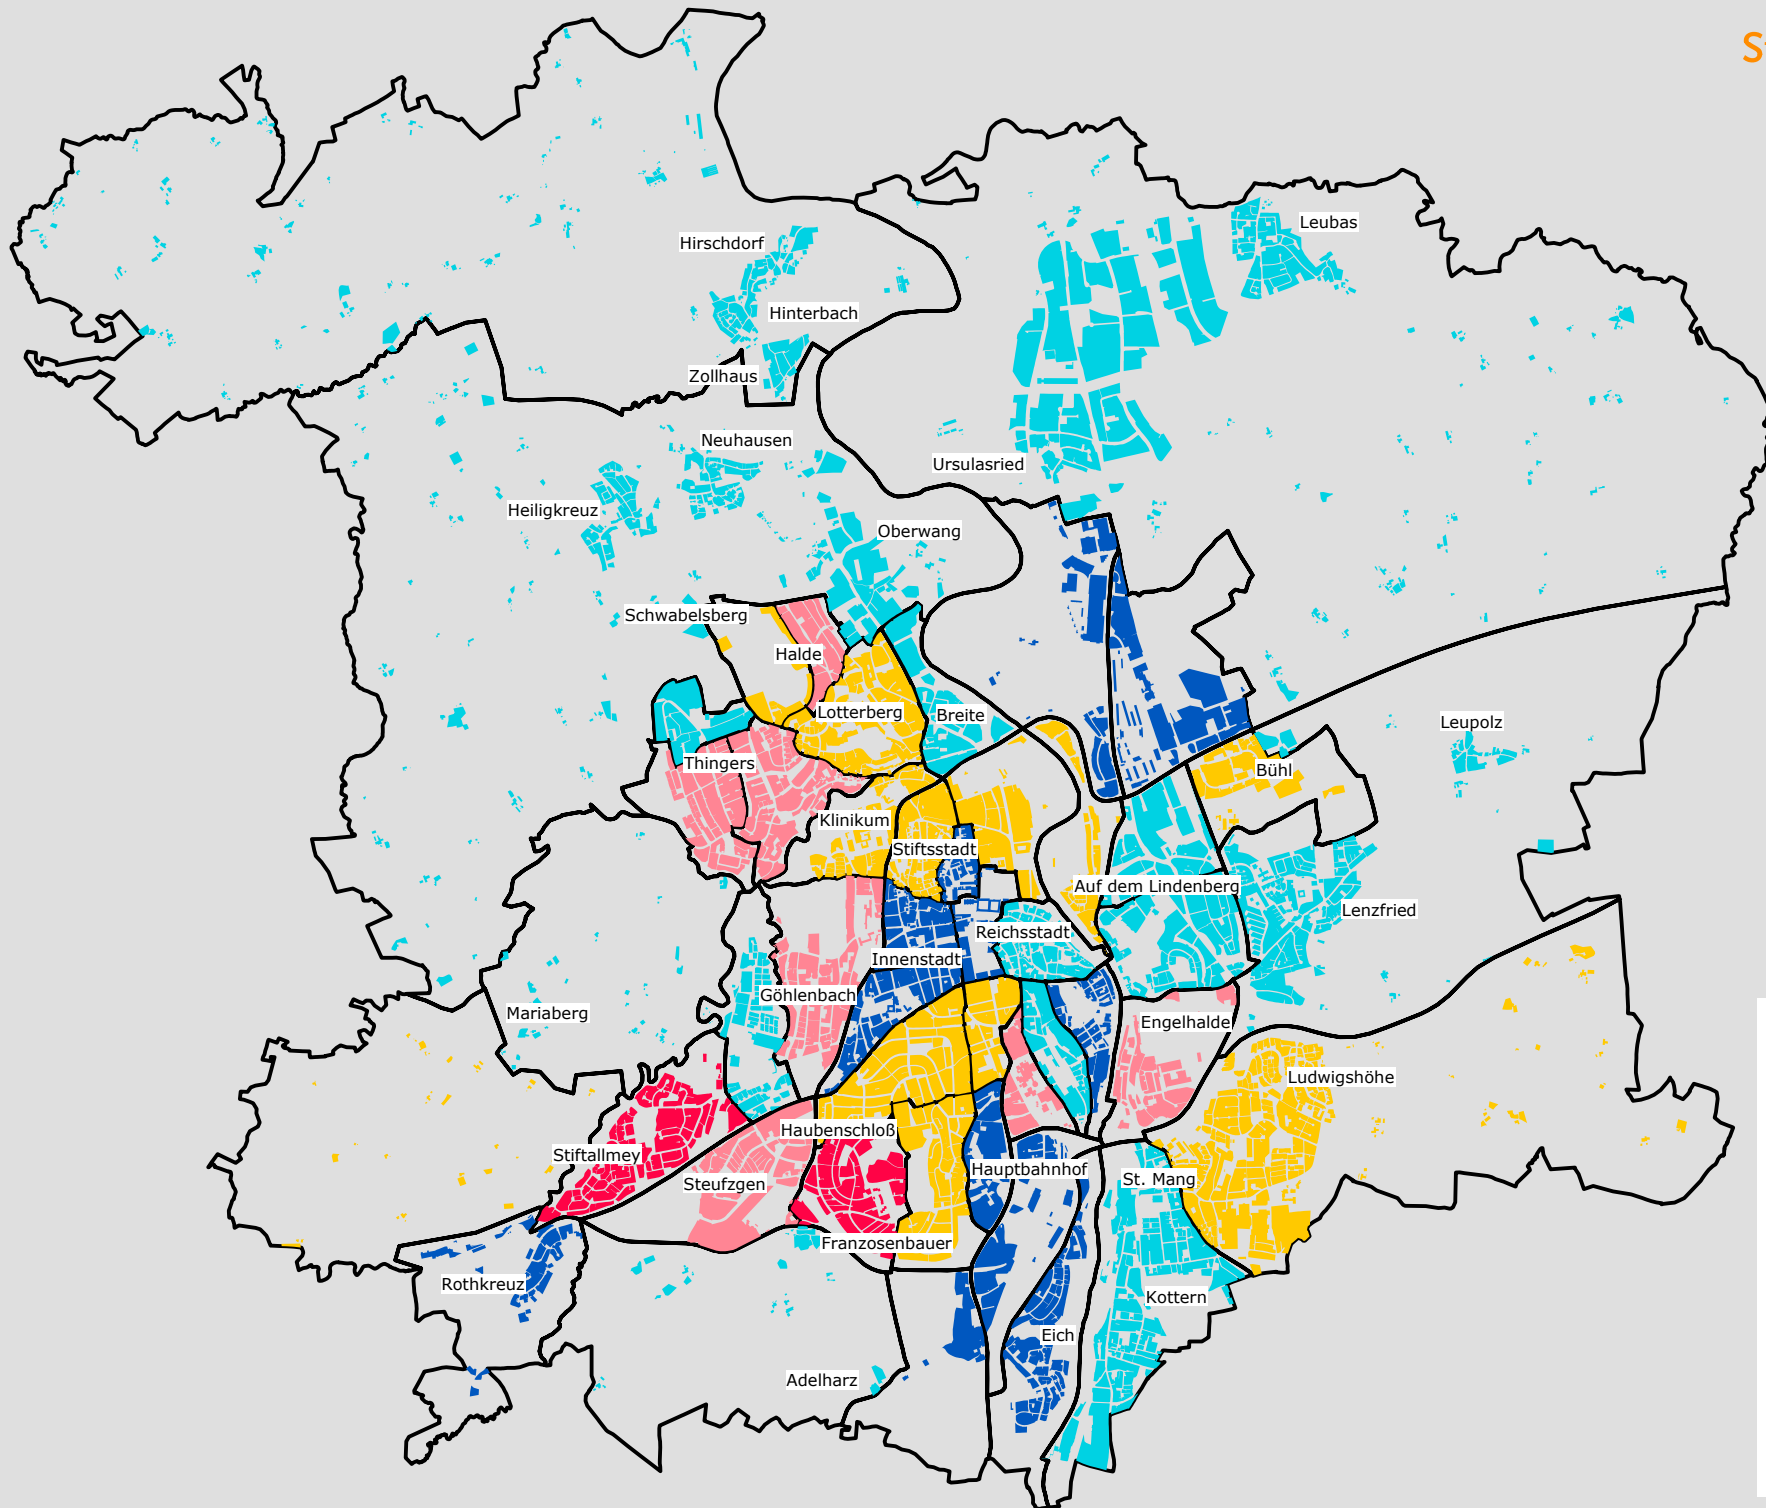 Leubas
Hirschdorf
Hinterbach
Zollhaus
Neuhausen
Ursulasried
Heiligkreuz
Oberwang
Schwabelsberg
Halde
Lotterberg
Breite
Leupolz
Thingers
Bühl
Klinikum
Stiftsstadt
Auf dem Lindenberg
Lenzfried
Reichsstadt
Innenstadt
Göhlenbach
Mariaberg
Engelhalde
Ludwigshöhe
Haubenschloß
Stiftallmey
Hauptbahnhof
St. Mang
Steufzgen
Franzosenbauer
Rothkreuz
Kottern
Eich
Adelharz